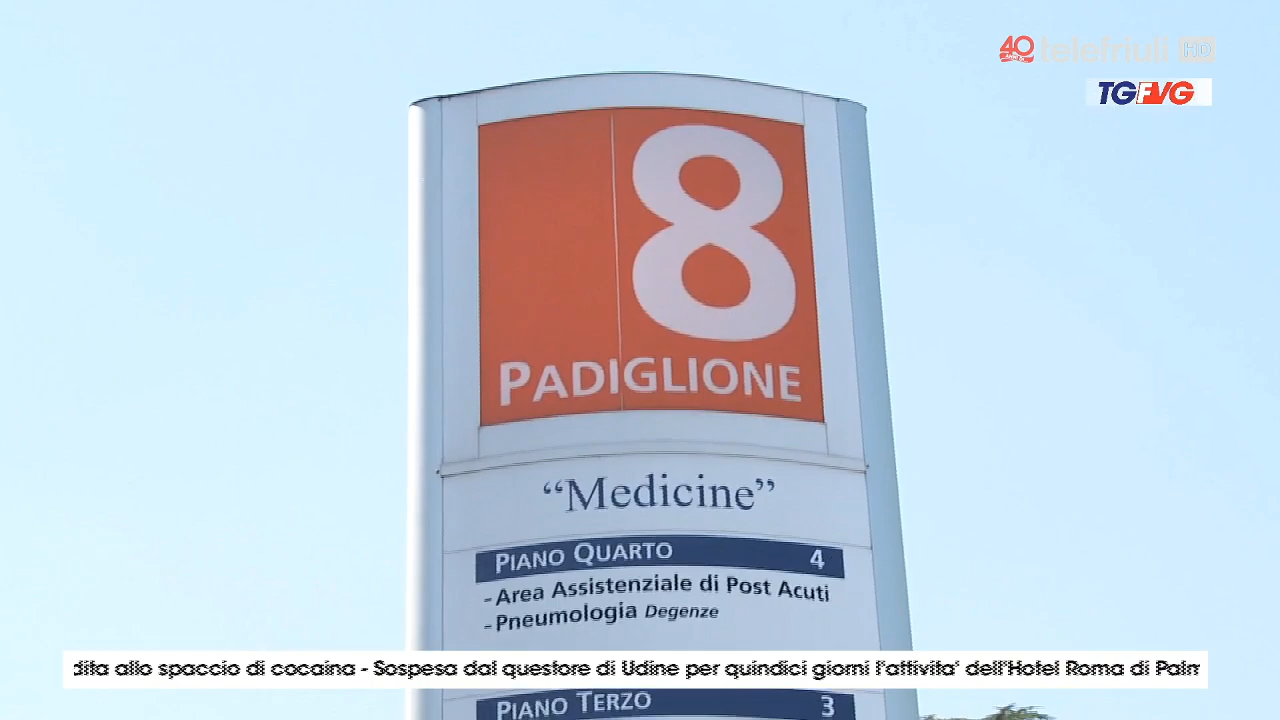 40 telefriuli HD
TGFVG
8
PADIGLIONE
“Medicine”
PIANO QUARTO 4
- Area Assistenziale di Post Acuti
- Pneumologia Degenze
dita allo spaccio di cocaina - Sospesa dal questore di Udine per quindici giorni l'attivita' dell'Hotel Roma di Palm
PIANO TERZO 3